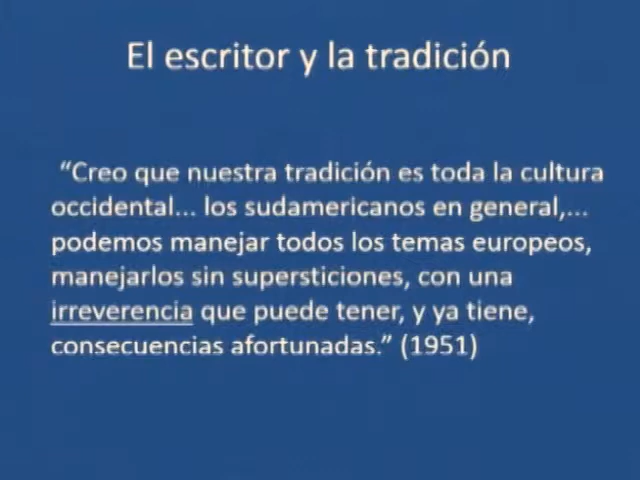 El escritor y la tradición
“Creo que nuestra tradición es toda la cultura
occidental... los sudamericanos en general,...
podemos manejar todos los temas europeos,
manejarlos sin supersticiones, con una
irreverencia que puede tener, y ya tiene,
consecuencias afortunadas.” (1951)